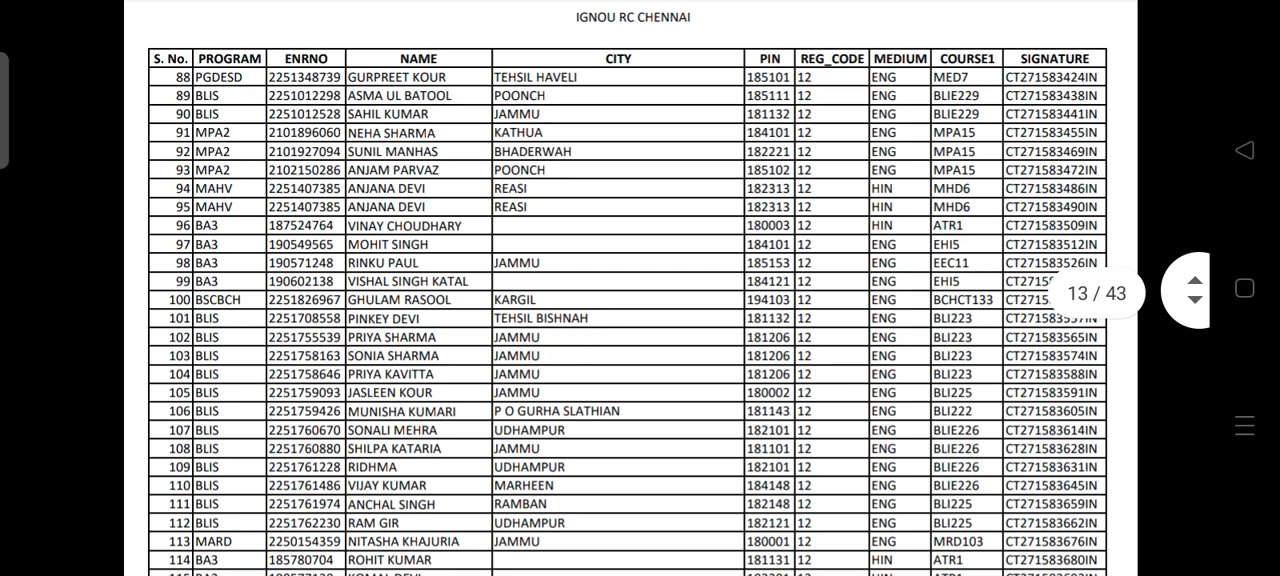 IGNOU RC CHENNAI
S. No. PROGRAM ENRNO NAME CITY PIN REG_CODE MEDIUM COURSE1 SIGNATURE
88 PGDESD 2251348739 GURPREET KOUR TEHSIL HAVELI 185101 12 ENG MED7 CT271583424IN
89 BLIS 2251012298 ASMA UL BATOOL POONCH 185111 12 ENG BLIE229 CT271583438IN
90 BLIS 2251012528 SAHIL KUMAR JAMMU 181132 12 ENG BLIE229 CT271583441IN
91 MPA2 2101896060 NEHA SHARMA KATHUA 184101 12 ENG MPA15 CT271583455IN
92 MPA2 2101927094 SUNIL MANHAS BHADERWAH 182221 12 ENG MPA15 CT271583469IN
93 MPA2 2102150286 ANJAM PARVAZ POONCH 185102 12 ENG MPA15 CT271583472IN
94 MAHV 2251407385 ANJANA DEVI REASI 182313 12 HIN MHD6 CT271583486IN
95 MAHV 2251407385 ANJANA DEVI REASI 182313 12 HIN MHD6 CT271583490IN
96 BA3 187524764 VINAY CHOUDHARY 180003 12 HIN ATR1 CT271583509IN
97 BA3 190549565 MOHIT SINGH 184101 12 ENG EHI5 CT271583512IN
98 BA3 190571248 RINKU PAUL JAMMU 185153 12 ENG EEC11 CT271583526IN
99 BA3 190602138 VISHAL SINGH KATAL 184121 12 ENG EHI5
100 BSCBCH 2251826967 GHULAM RASOOL KARGIL 194103 12 ENG BCHCT133
13 / 43
101 BLIS 2251708558 PINKEY DEVI TEHSIL BISHNAH 181132 12 ENG BLI223
102 BLIS 2251755539 PRIYA SHARMA JAMMU 181206 12 ENG BLI223 CT271583565IN
103 BLIS 2251758163 SONIA SHARMA JAMMU 181206 12 ENG BLI223 CT271583574IN
104 BLIS 2251758646 PRIYA KAVITTA JAMMU 181206 12 ENG BLI223 CT271583588IN
105 BLIS 2251759093 JASLEEN KOUR JAMMU 180002 12 ENG BLI225 CT271583591IN
106 BLIS 2251759426 MUNISHA KUMARI P O GURHA SLATHIAN 181143 12 ENG BLI222 CT271583605IN
107 BLIS 2251760670 SONALI MEHRA UDHAMPUR 182101 12 ENG BLIE226 CT271583614IN
108 BLIS 2251760880 SHILPA KATARIA JAMMU 181101 12 ENG BLIE226 CT271583628IN
109 BLIS 2251761228 RIDHMA UDHAMPUR 182101 12 ENG BLIE226 CT271583631IN
110 BLIS 2251761486 VIJAY KUMAR MARHEEN 184148 12 ENG BLIE226 CT271583645IN
111 BLIS 2251761974 ANCHAL SINGH RAMBAN 182148 12 ENG BLI225 CT271583659IN
112 BLIS 2251762230 RAM GIR UDHAMPUR 182121 12 ENG BLI225 CT271583662IN
113 MARD 2250154359 NITASHA KHAJURIA JAMMU 180001 12 ENG MRD103 CT271583676IN
114 BA3 185780704 ROHIT KUMAR 181131 12 HIN ATR1 CT271583680IN